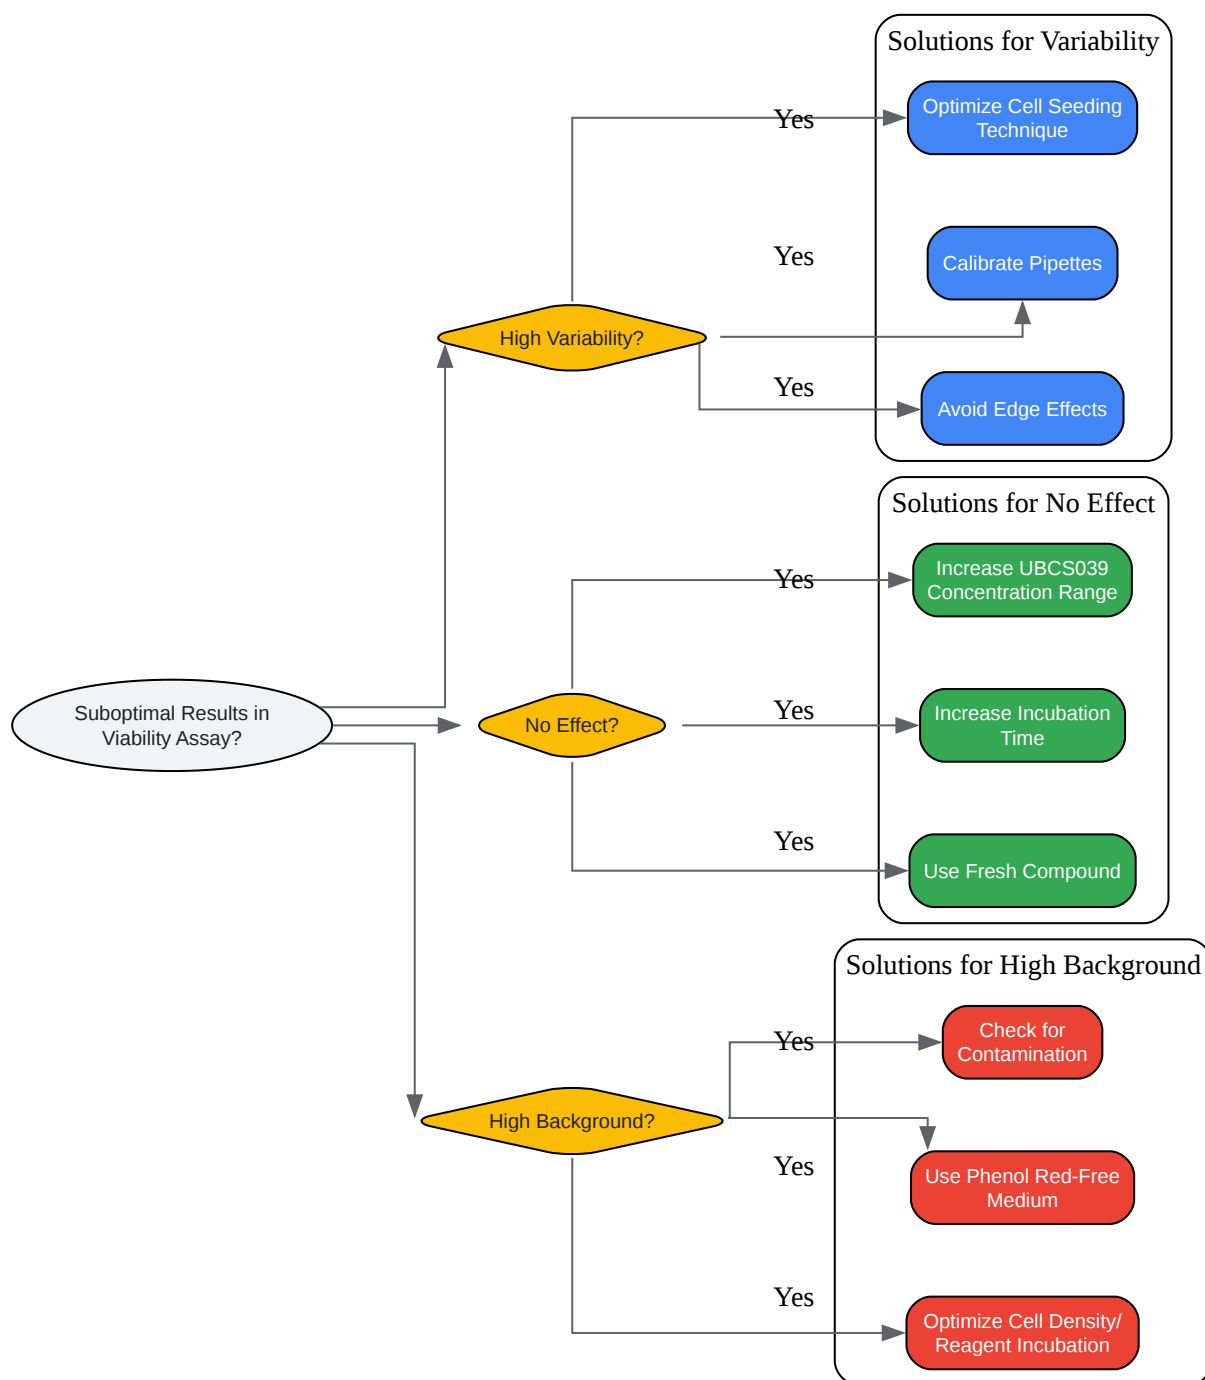 Solutions for Variability
Yes
Optimize Cell Seeding
Technique
Yes
Calibrate Pipettes
High Variability?
Yes
Avoid Edge Effects
Solutions for No Effect
Yes
Increase UBCS039
Concentration Range
Suboptimal Results in
Viability Assay?
No Effect?
Yes
Increase Incubation
Time
Yes
Use Fresh Compound
Solutions for High Background
Yes
Check for
Contamination
High Background?
Yes
Use Phenol Red-Free
Medium
Yes
Optimize Cell Density/
Reagent Incubation